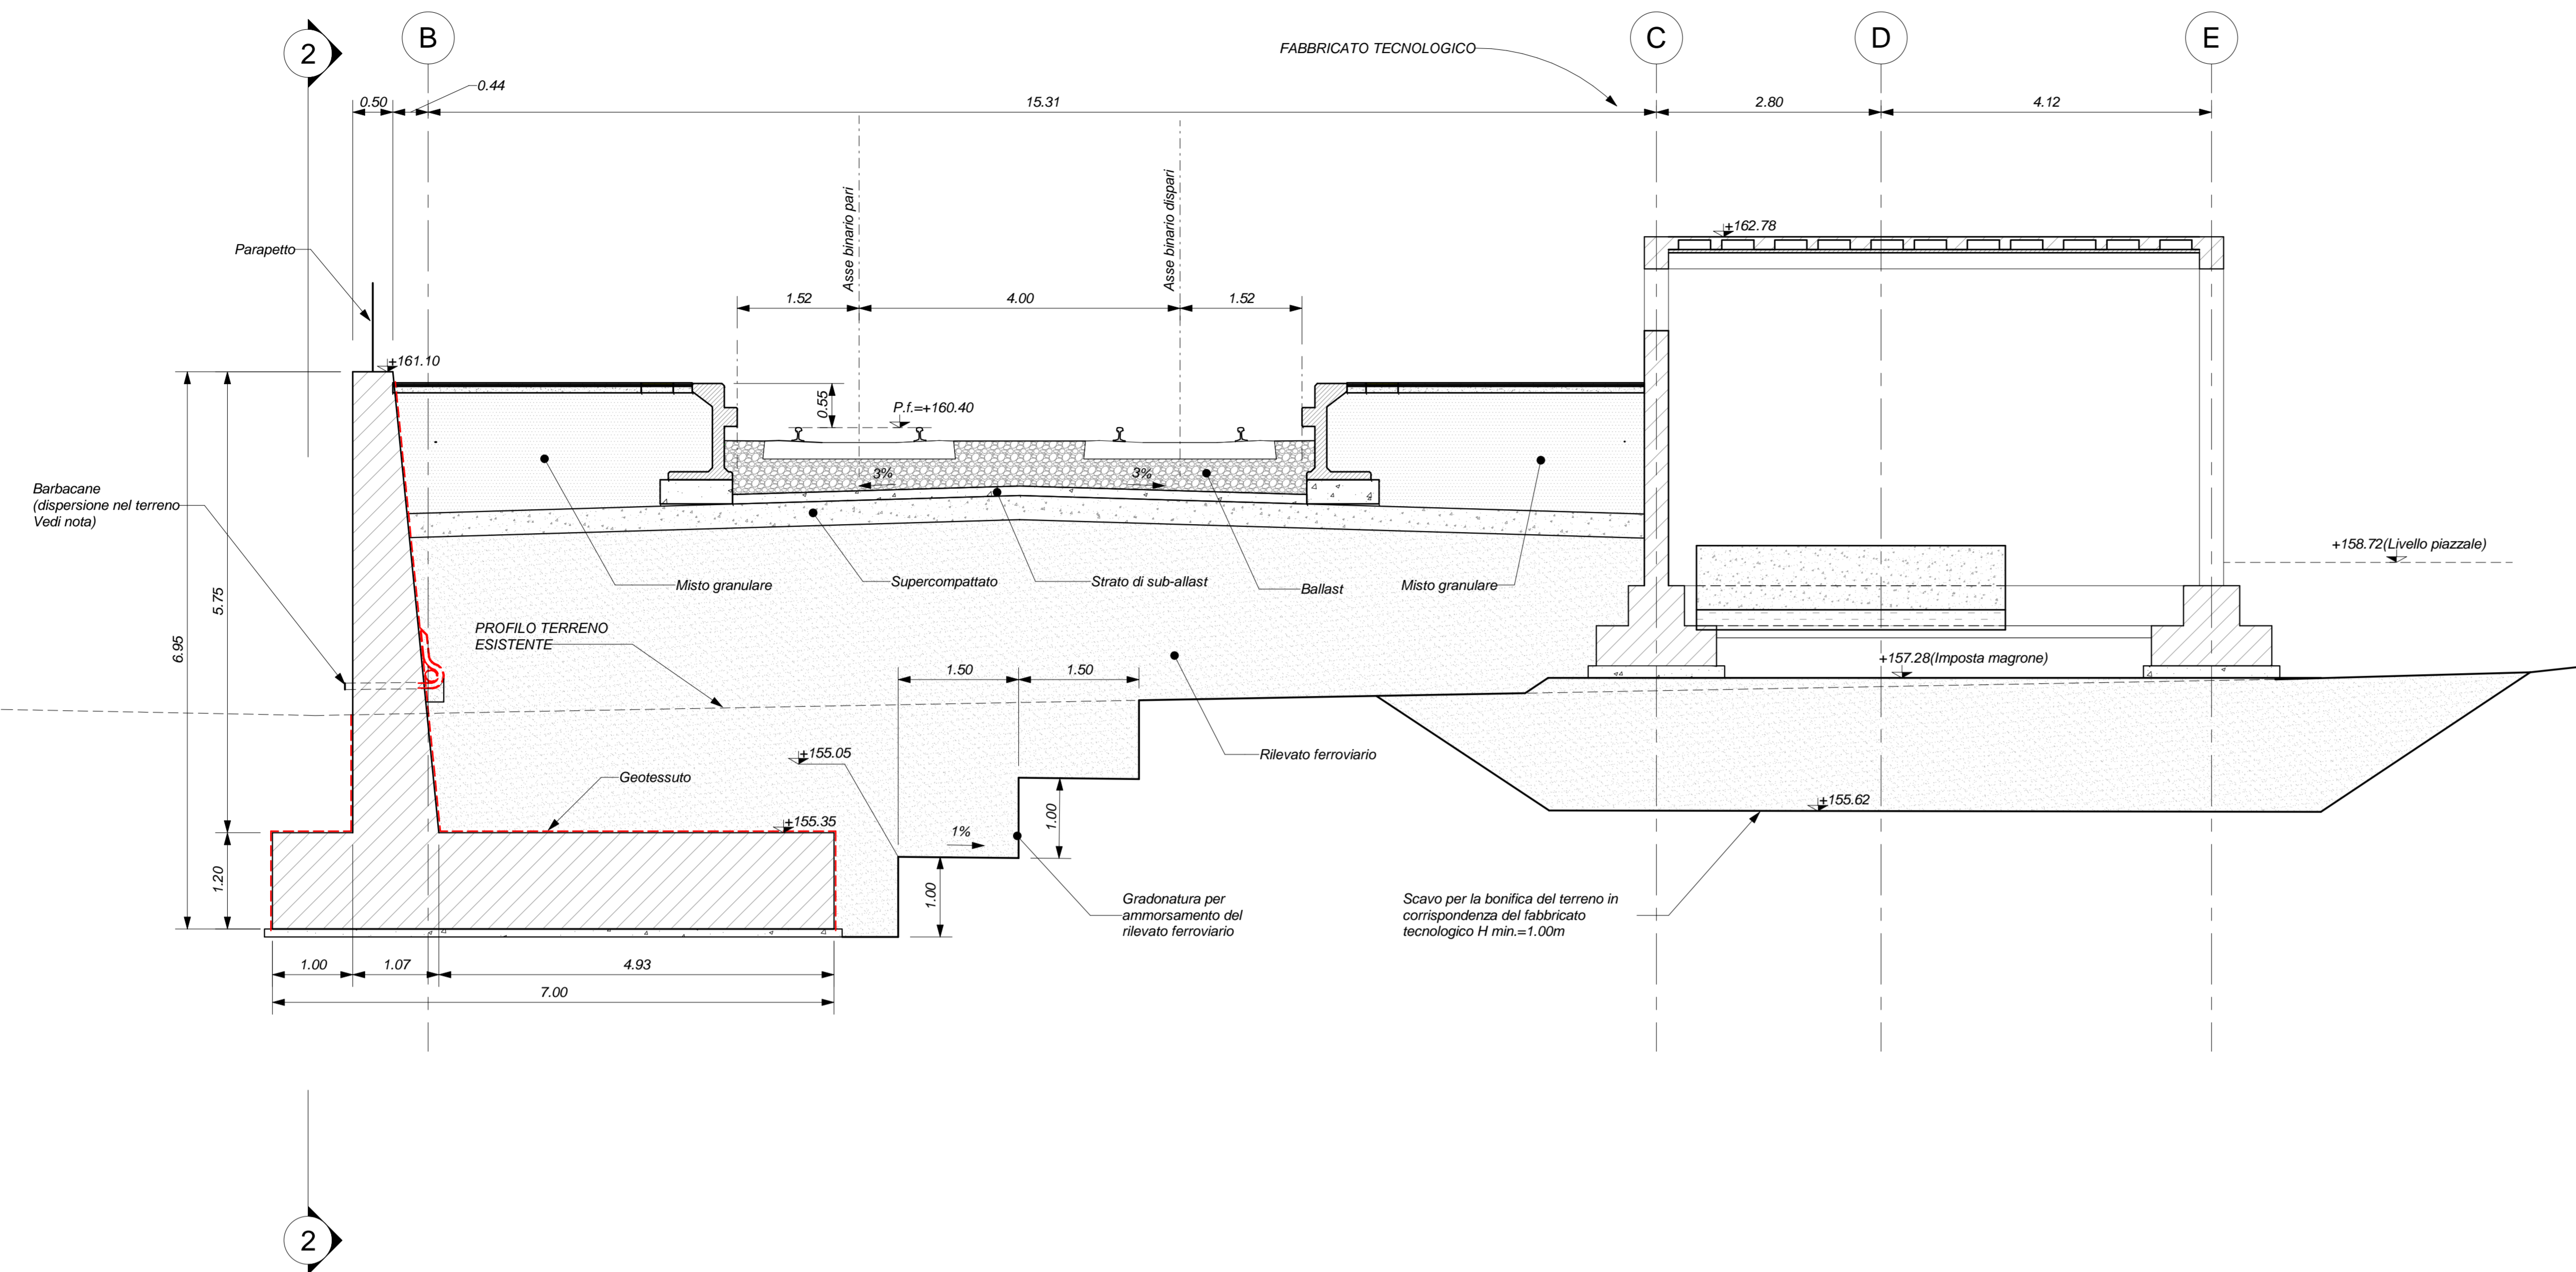 2
B
C
D
E
FABBRICATO TECNOLOGICO
0.44
0.50
15.31
2.80
4.12
Asse binario pari
Asse binario dispari
+162.78
Parapetto
1.52
4.00
1.52
+161.10
0.55
P.f.=+160.40
3%
3%
Barbacane
(dispersione nel terreno
Vedi nota)
+158.72(Livello piazzale)
Misto granulare
Supercompattato
Strato di sub-allast
Ballast
Misto granulare
5.75
6.95
PROFILO TERRENO
ESISTENTE
1.50
1.50
+157.28(Imposta magrone)
+155.05
Rilevato ferroviario
Geotessuto
+155.35
+155.62
1%
1.00
1.00
1.20
Gradonatura per
ammorsamento del
rilevato ferroviario
Scavo per la bonifica del terreno in
corrispondenza del fabbricato
tecnologico H min.=1.00m
1.00
1.07
4.93
7.00
2